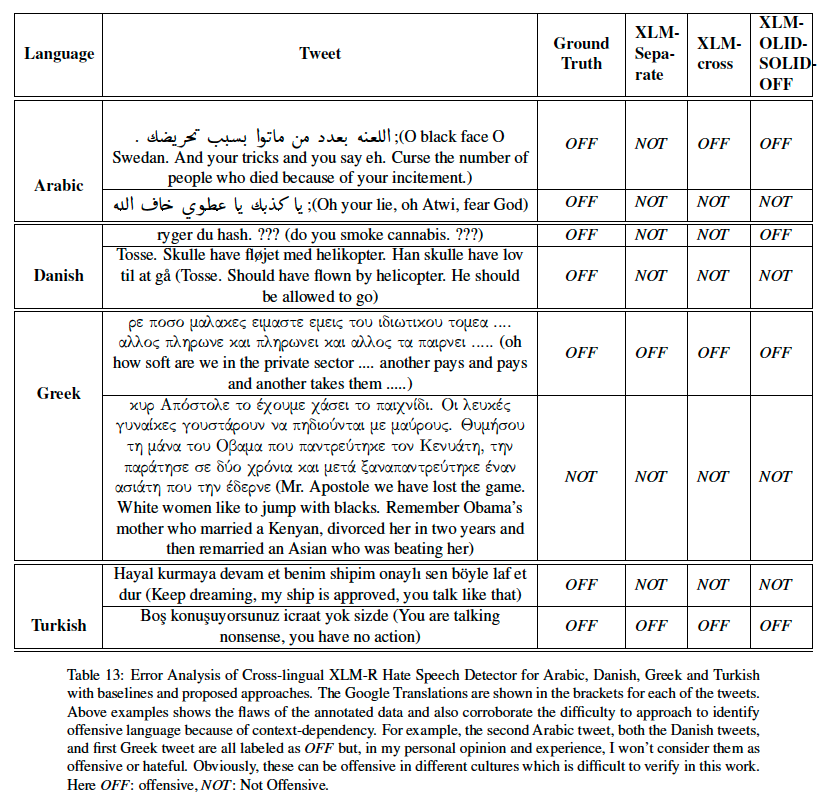 Language Tweet Ground Truth XLM-Sepa-rate XLM-cross XLM-OLID-SOLID-OFF
Arabic
اللعنه بعدد من ماتوا بسبب تحريضك .;(O black face O
Swedan. And your tricks and you say eh. Curse the number of
people who died because of your incitement.)
OFF NOT OFF OFF
يا كذبك يا عطوي خاف الله ;(Oh your lie, oh Atwi, fear God)
OFF NOT NOT NOT
Danish
ryger du hash. ??? (do you smoke cannabis. ???)
OFF NOT NOT OFF
Tosse. Skulle have fløjet med helikopter. Han skulle have lov
til at gå (Tosse. Should have flown by helicopter. He should
be allowed to go)
OFF NOT NOT NOT
Greek
ρε ποσο μαλακες ειμαστε εμεις του ιδιωτικου τομεα ....
αλλος πληρωνε και πληρωνει και αλλος τα παιρνει ..... (oh
how soft are we in the private sector .... another pays and pays
and another takes them .....)
OFF OFF OFF OFF
κυρ Απόστολε το έχουμε χάσει το παιχνίδι. Οι λευκές
γυναίκες γουστάρουν να πηδιούνται με μαύρους. Θυμήσου
τη μάνα του Οβαμα που παντρεύτηκε τον Κενυάτη, την
παράτησε σε δύο χρόνια και μετά ξαναπαντρεύτηκε έναν
ασιάτη που την έδερνε (Mr. Apostole we have lost the game.
White women like to jump with blacks. Remember Obama's
mother who married a Kenyan, divorced her in two years and
then remarried an Asian who was beating her)
NOT NOT NOT NOT
Turkish
Hayal kurmaya devam et benim shipim onaylı sen böyle laf et
dur (Keep dreaming, my ship is approved, you talk like that)
OFF NOT NOT NOT
Boş konuşuyorsunuz icraat yok sizde (You are talking
nonsense, you have no action)
OFF OFF OFF OFF
Table 13: Error Analysis of Cross-lingual XLM-R Hate Speech Detector for Arabic, Danish, Greek and Turkish
with baselines and proposed approaches. The Google Translations are shown in the brackets for each of the tweets.
Above examples shows the flaws of the annotated data and also corroborate the difficulty to approach to identify
offensive language because of context-dependency. For example, the second Arabic tweet, both the Danish tweets,
and first Greek tweet are all labeled as OFF but, in my personal opinion and experience, I won't consider them as
offensive or hateful. Obviously, these can be offensive in different cultures which is difficult to verify in this work.
Here OFF: offensive, NOT: Not Offensive.